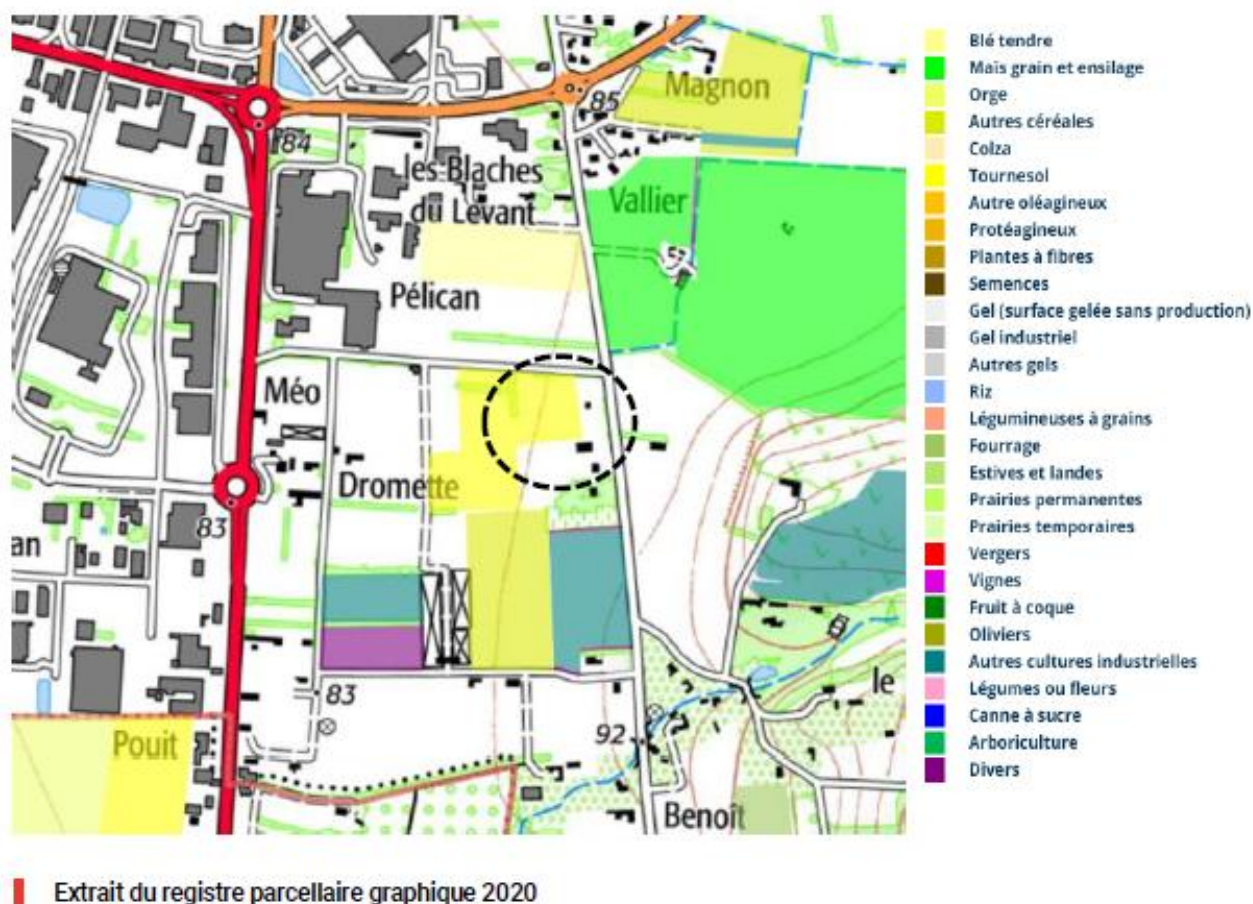 Magnon
85
84
les Blaches
du Levant
Vallier
Pélican
Méo
Dromette
83
an
83
92
le
Pouit
Benoît
Blé tendre
Maïs grain et ensilage
Orge
Autres céréales
Colza
Tournesol
Autre oléagineux
Protéagineux
Plantes à fibres
Semences
Gel (surface gelée sans production)
Gel industriel
Autres gels
Riz
Légumineuses à grains
Fourrage
Estives et landes
Prairies permanentes
Prairies temporaires
Vergers
Vignes
Fruit à coque
Oliviers
Autres cultures industrielles
Légumes ou fleurs
Canne à sucre
Arboriculture
Divers
Extrait du registre parcellaire graphique 2020